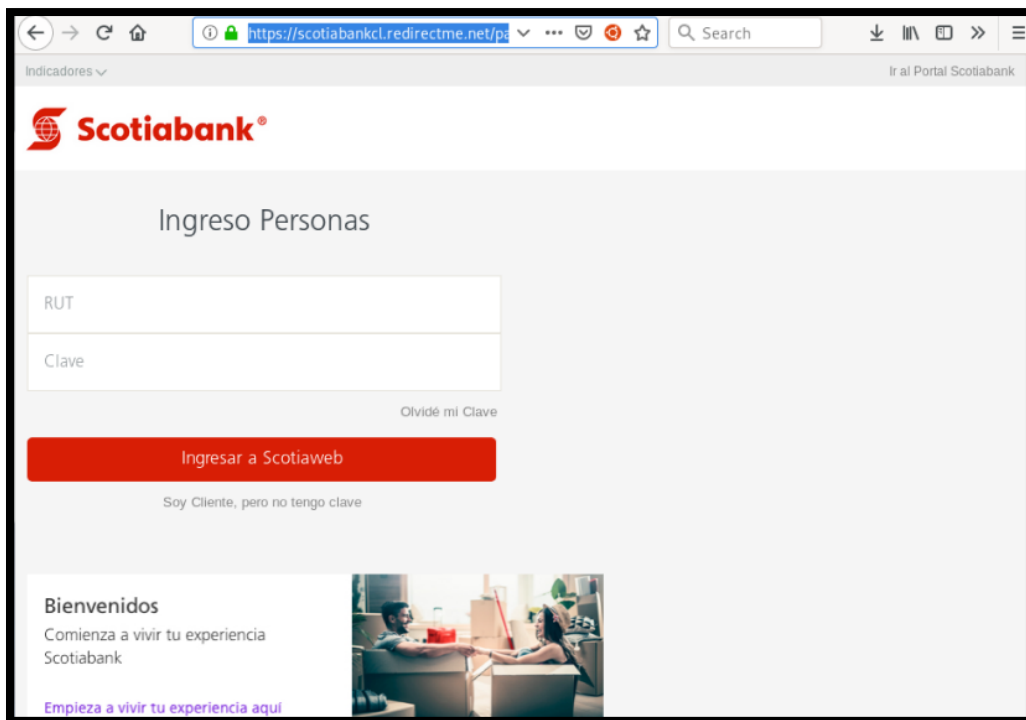 https://scotiabankcl.redirectme.net/pa
Search
Indicadores
Ir al Portal Scotiabank
Scotiabank®
Ingreso Personas
RUT
Clave
Olvidé mi Clave
Ingresar a Scotiaweb
Soy Cliente, pero no tengo clave
Bienvenidos
Comienza a vivir tu experiencia
Scotiabank
Empieza a vivir tu experiencia aquí